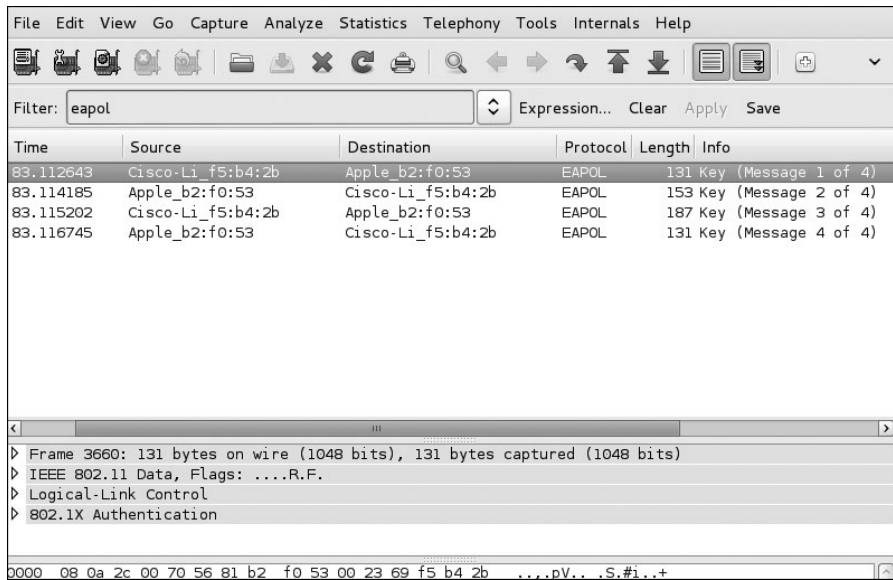 File Edit View Go Capture Analyze Statistics Telephony Tools Internals Help
Filter: eapol Expression... Clear Apply Save
Time Source Destination Protocol Length Info
83.112643 Cisco-Li_f5:b4:2b Apple_b2:f0:53 EAPOL 131 Key (Message 1 of 4)
83.114185 Apple_b2:f0:53 Cisco-Li_f5:b4:2b EAPOL 153 Key (Message 2 of 4)
83.115202 Cisco-Li_f5:b4:2b Apple_b2:f0:53 EAPOL 187 Key (Message 3 of 4)
83.116745 Apple_b2:f0:53 Cisco-Li_f5:b4:2b EAPOL 131 Key (Message 4 of 4)
Frame 3660: 131 bytes on wire (1048 bits), 131 bytes captured (1048 bits)
IEEE 802.11 Data, Flags: ....R.F.
Logical-Link Control
802.1X Authentication
0000 08 0a 2c 00 70 56 81 b2 f0 53 00 23 69 f5 b4 2b ..,.pV.. .S.#i..+